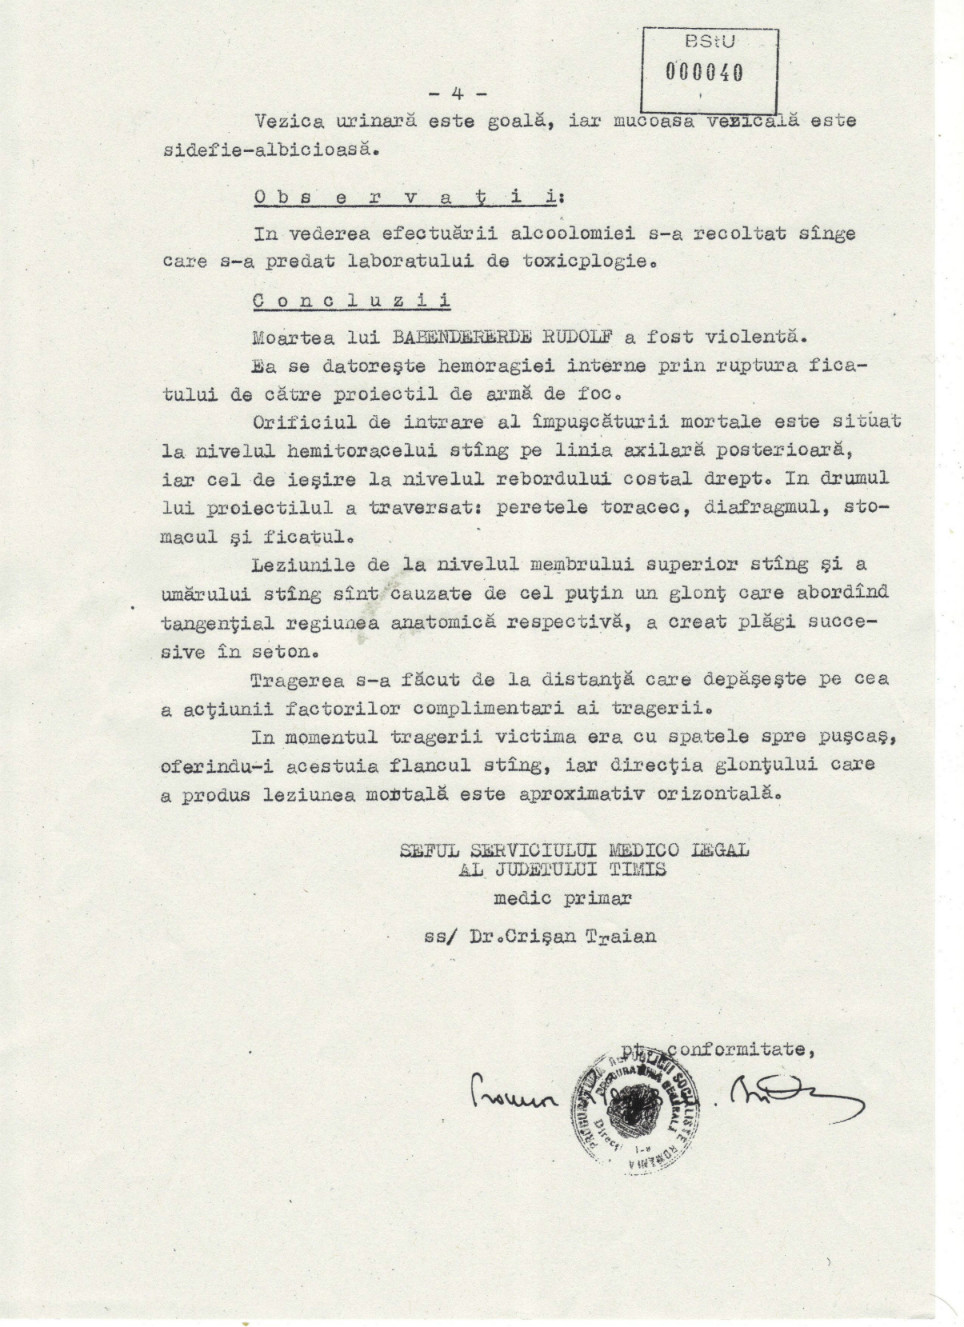 BStU
000040
- 4 -
Vezica urinară este goală, iar mucoasa vezicală este
sidefie-albicioasă.
O b s e r v a ţ i i:
In vederea efectuării alcoolomiei s-a recoltat sînge
care s-a predat laboratului de toxicplogie.
C o n c l u z i i
Moartea lui BABENDERERDE RUDOLF a fost violentă.
Ea se datoreşte hemoragiei interne prin ruptura fica-
tului de către proiectil de armă de foc.
Orificiul de intrare al împuşcăturii mortale este situat
la nivelul hemitoracelui stîng pe linia axilară posterioară,
iar cel de ieşire la nivelul rebordului costal drept. In drumul
lui proiectilul a traversat: peretele toracec, diafragmul, sto-
macul şi ficatul.
Leziunile de la nivelul membrului superior stîng şi a
umărului stîng sînt cauzate de cel puţin un glonţ care abordînd
tangenţial regiunea anatomică respectivă, a creat plăgi succe-
sive în seton.
Tragerea s-a făcut de la distanţă care depăşeşte pe cea
a acţiunii factorilor complimentari ai tragerii.
In momentul tragerii victima era cu spatele spre puşcaş,
oferindu-i acestuia flancul stîng, iar direcţia glonţului care
a produs leziunea mortală este aproximativ orizontală.
SEFUL SERVICIULUI MEDICO LEGAL
AL JUDETULUI TIMIS
medic primar
ss/ Dr.Crişan Traian
pt. conformitate,
PROCURATURA REPUBLICII SOCIALISTE ROMÂNIA
PROCURATURA GENERALĂ